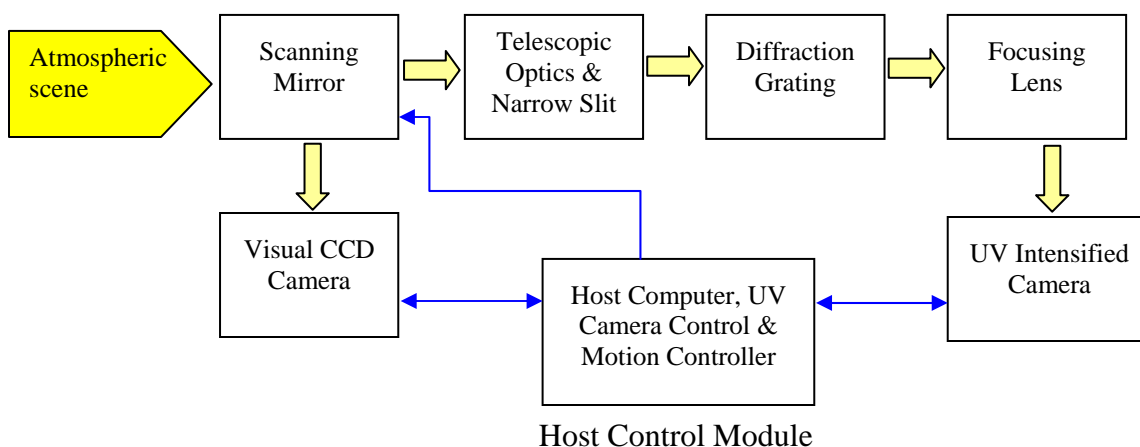 Atmospheric
scene
Scanning
Mirror
Telescopic
Optics &
Narrow Slit
Diffraction
Grating
Focusing
Lens
Visual CCD
Camera
Host Computer, UV
Camera Control &
Motion Controller
UV Intensified
Camera
Host Control Module